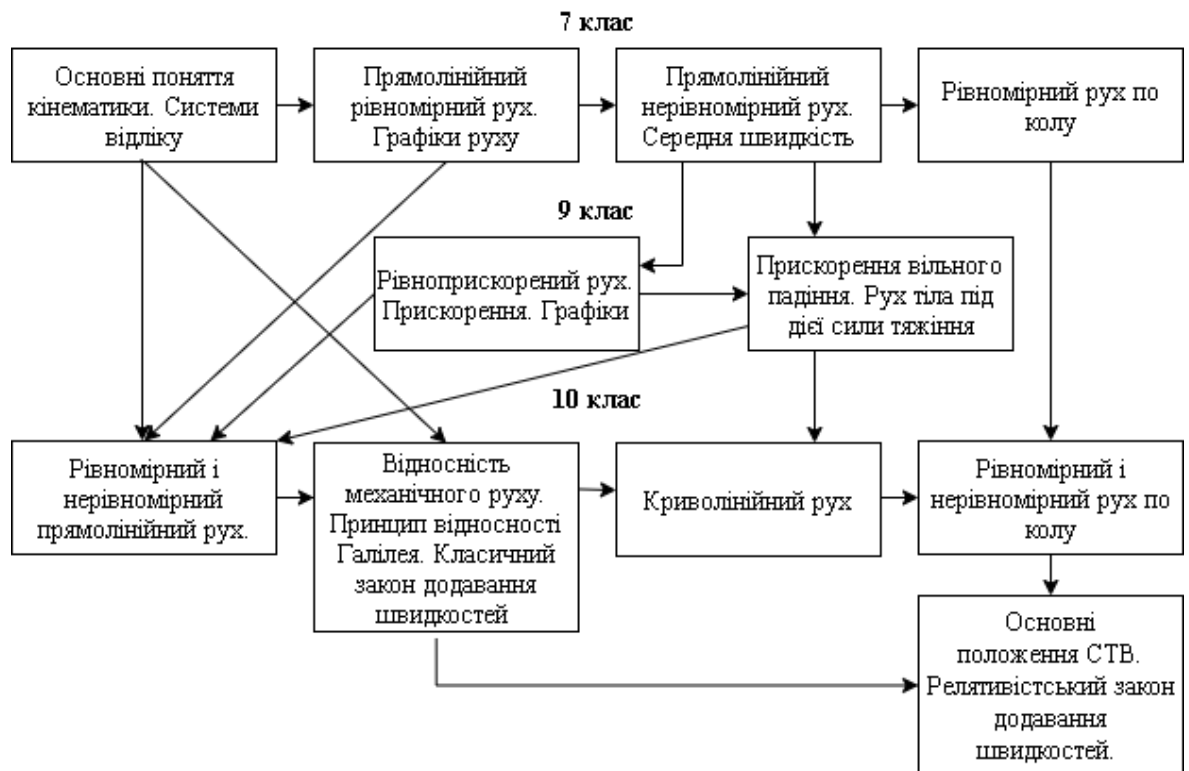 7 клас
Основні поняття
кінематики. Системи
відліку
Прямолінійний
рівномірний рух.
Графіки руху
Прямолінійний
нерівномірний рух.
Середня швидкість
Рівномірний рух по
колу
9 клас
Рівноприскорений рух.
Прискорення. Графіки
Прискорення вільного
падіння. Рух тіла під
дієї сили тяжіння
10 клас
Рівномірний і
нерівномірний
прямолінійний рух.
Відносність
механічного руху.
Принцип відносності
Галілея. Класичний
закон додавання
швидкостей
Криволінійний рух
Рівномірний і
нерівномірний рух по
колу
Основні
положення СТВ.
Релятивістський закон
додавання
швидкостей.